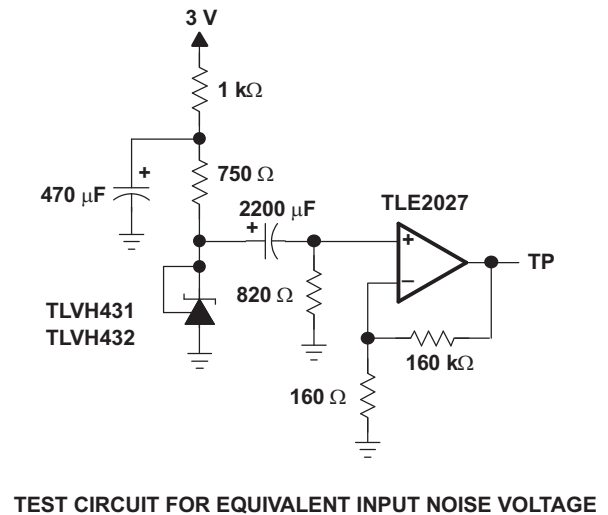 3 V
1 kΩ
+
470 μF
750 Ω
2200 μF
+
TLE2027
+
TP
820 Ω
−
TLVH431
TLVH432
160 kΩ
160 Ω
TEST CIRCUIT FOR EQUIVALENT INPUT NOISE VOLTAGE